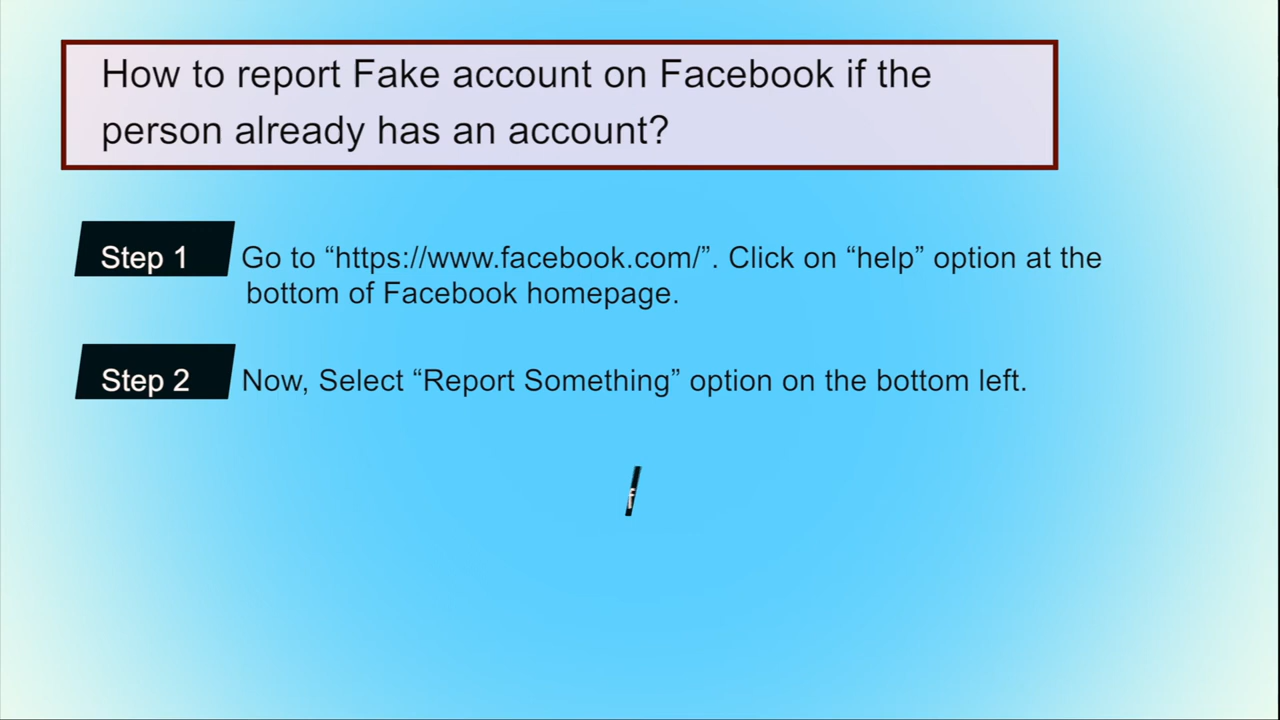 How to report Fake account on Facebook if the
person already has an account?
Step 1 Go to “https://www.facebook.com/”. Click on “help” option at the
bottom of Facebook homepage.
Step 2 Now, Select “Report Something” option on the bottom left.
f